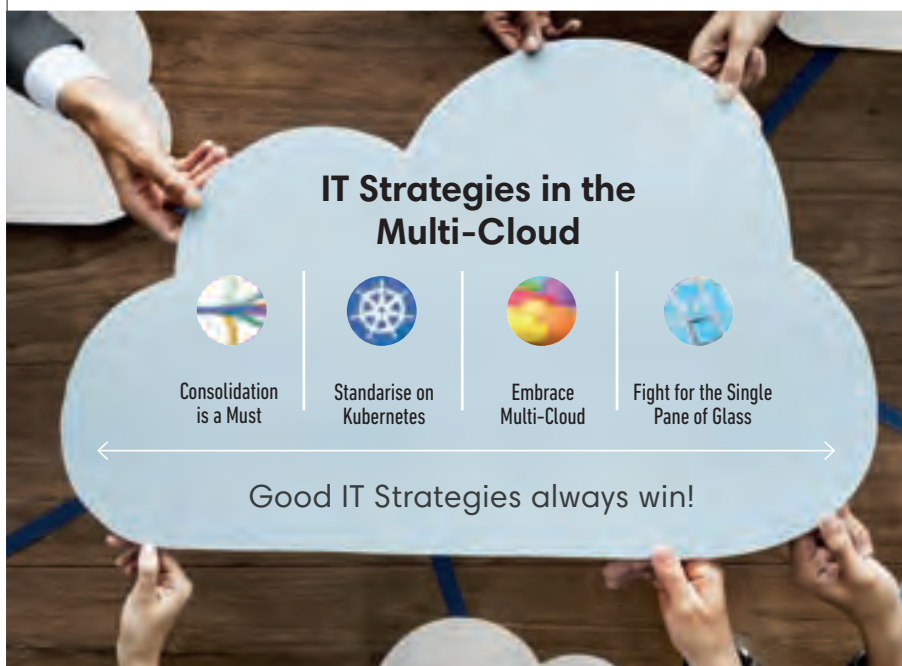 IT Strategies in the
Multi-Cloud
Consolidation
is a Must
Standarise on
Kubernetes
Embrace
Multi-Cloud
Fight for the Single
Pane of Glass
Good IT Strategies always win!